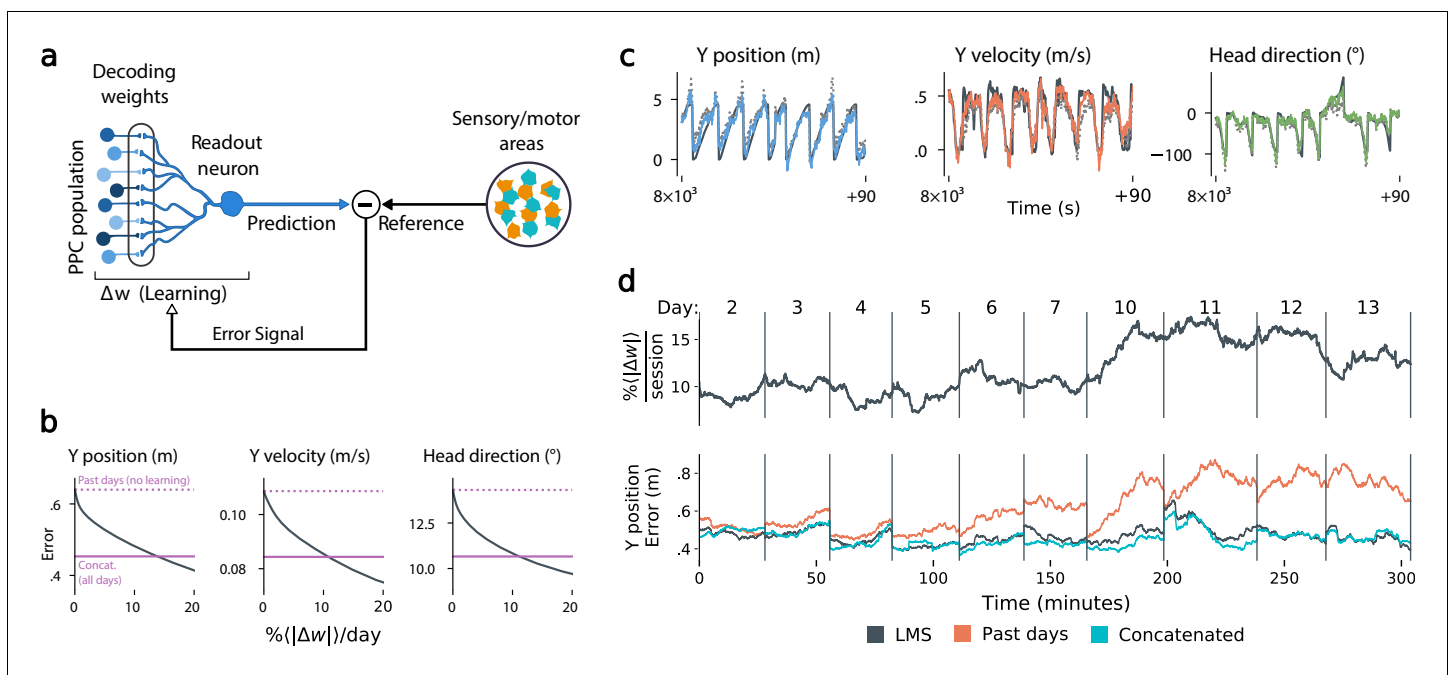 a
Decoding
weights
PPC population
Readout
neuron
Prediction
−
Reference
Sensory/motor
areas
Δw (Learning)
Error Signal
b
Y position (m)
Past days (no learning)
.6
Error
Concat.
(all days)
.4
0
10
20
Y velocity (m/s)
0.10
0.08
0
10
20
%⟨|Δw|⟩/day
Head direction (°)
12.5
10.0
0
10
20
c
Y position (m)
5
0
8×10³
+90
Y velocity (m/s)
.5
.0
8×10³
+90
Time (s)
Head direction (°)
0
−100
8×10³
+90
d
Day: 2 3 4 5 6 7 10 11 12 13
%⟨|Δw|⟩
session
15
10
Y position
Error (m)
.8
.6
.4
0 50 100 150 200 250 300
Time (minutes)
LMS Past days Concatenated